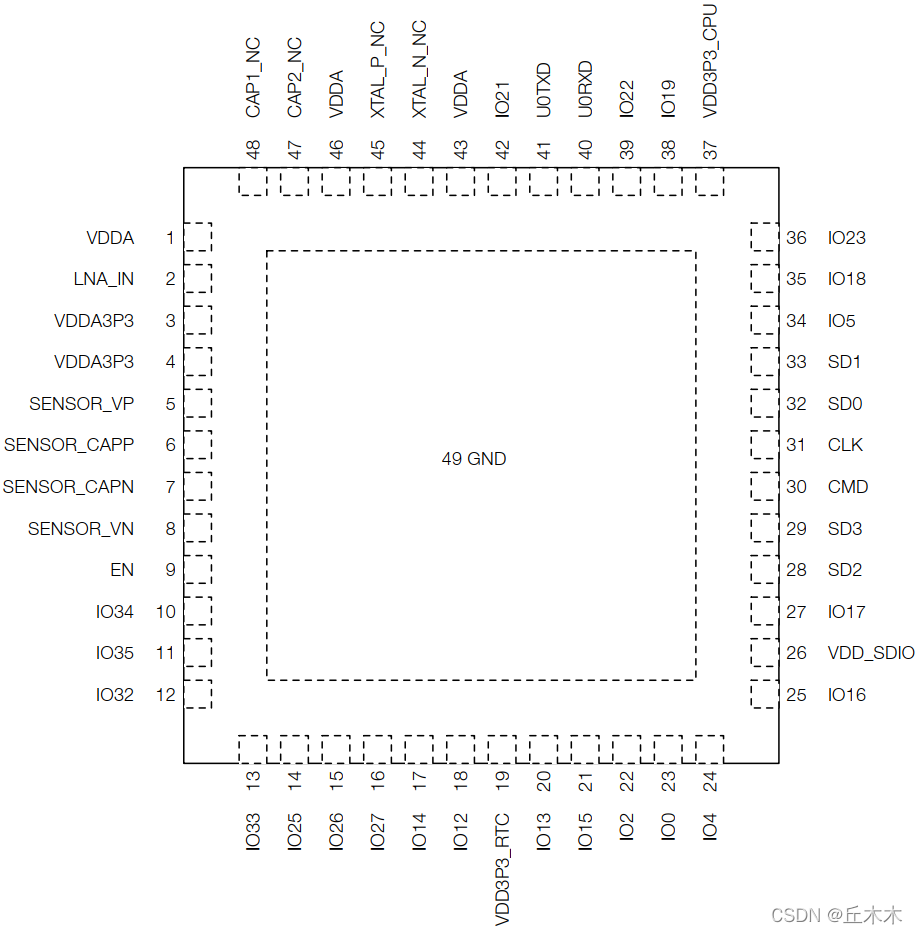 CAP1_NC 48
CAP2_NC 47
VDDA 46
XTAL_P_NC 45
XTAL_N_NC 44
VDDA 43
IO21 42
U0TXD 41
U0RXD 40
IO22 39
IO19 38
VDD3P3_CPU 37
VDDA 1
LNA_IN 2
VDDA3P3 3
VDDA3P3 4
SENSOR_VP 5
SENSOR_CAPP 6
SENSOR_CAPN 7
SENSOR_VN 8
EN 9
IO34 10
IO35 11
IO32 12
49 GND
36 IO23
35 IO18
34 IO5
33 SD1
32 SD0
31 CLK
30 CMD
29 SD3
28 SD2
27 IO17
26 VDD_SDIO
25 IO16
IO33 13
IO25 14
IO26 15
IO27 16
IO14 17
IO12 18
VDD3P3_RTC 19
IO13 20
IO15 21
IO2 22
IO0 23
IO4 24
CSDN @丘木木